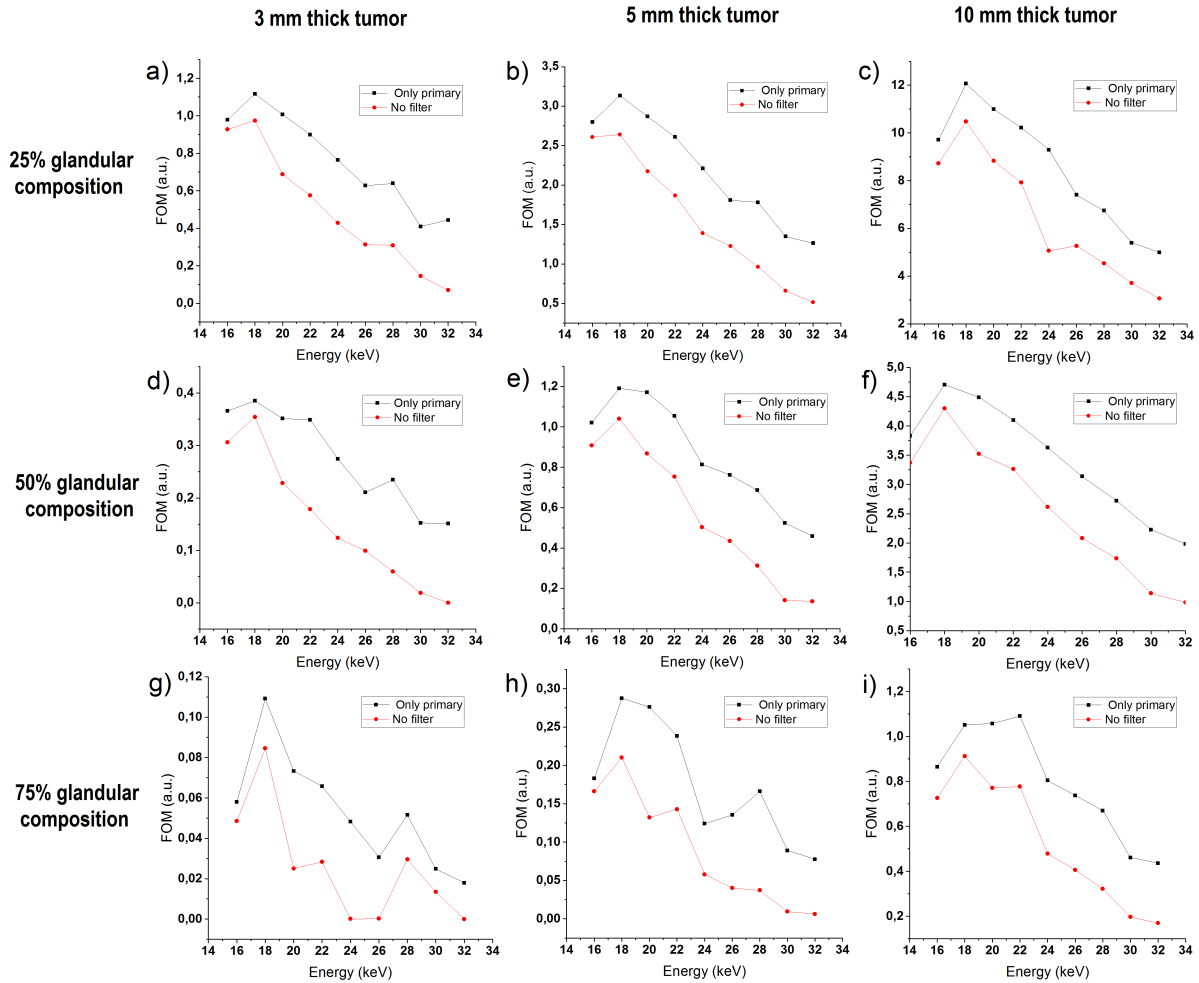 3 mm thick tumor
5 mm thick tumor
10 mm thick tumor
25% glandular
composition
a)
1,2
1,0
0,8
0,6
0,4
0,2
0,0
FOM (a.u.)
Only primary
No filter
14 16 18 20 22 24 26 28 30 32 34
Energy (keV)
b)
3,5
3,0
2,5
2,0
1,5
1,0
0,5
FOM (a.u.)
Only primary
No filter
14 16 18 20 22 24 26 28 30 32 34
Energy (keV)
c)
12
10
8
6
4
2
FOM (a.u.)
Only primary
No filter
14 16 18 20 22 24 26 28 30 32 34
Energy (keV)
50% glandular
composition
d)
0,4
0,3
0,2
0,1
0,0
FOM (a.u.)
Only primary
No filter
14 16 18 20 22 24 26 28 30 32 34
Energy (keV)
e)
1,2
1,0
0,8
0,6
0,4
0,2
0,0
FOM (a.u.)
Only primary
No filter
14 16 18 20 22 24 26 28 30 32 34
Energy (keV)
f)
5,0
4,5
4,0
3,5
3,0
2,5
2,0
1,5
1,0
0,5
FOM (a.u.)
Only primary
No filter
16 18 20 22 24 26 28 30 32
Energy (keV)
75% glandular
composition
g)
0,12
0,10
0,08
0,06
0,04
0,02
0,00
FOM (a.u.)
Only primary
No filter
14 16 18 20 22 24 26 28 30 32 34
Energy (keV)
h)
0,30
0,25
0,20
0,15
0,10
0,05
0,00
FOM (a.u.)
Only primary
No filter
14 16 18 20 22 24 26 28 30 32 34
Energy (keV)
i)
1,2
1,0
0,8
0,6
0,4
0,2
FOM (a.u.)
Only primary
No filter
14 16 18 20 22 24 26 28 30 32 34
Energy (keV)